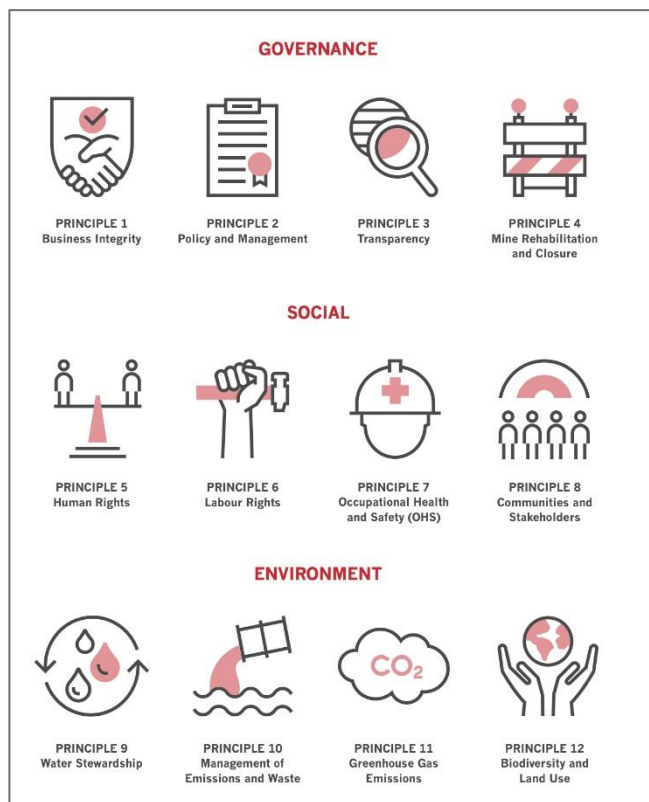 GOVERNANCE
PRINCIPLE 1
Business Integrity
PRINCIPLE 2
Policy and Management
PRINCIPLE 3
Transparency
PRINCIPLE 4
Mine Rehabilitation
and Closure
SOCIAL
PRINCIPLE 5
Human Rights
PRINCIPLE 6
Labour Rights
PRINCIPLE 7
Occupational Health
and Safety (OHS)
PRINCIPLE 8
Communities and
Stakeholders
ENVIRONMENT
PRINCIPLE 9
Water Stewardship
PRINCIPLE 10
Management of
Emissions and Waste
CO₂
PRINCIPLE 11
Greenhouse Gas
Emissions
PRINCIPLE 12
Biodiversity and
Land Use